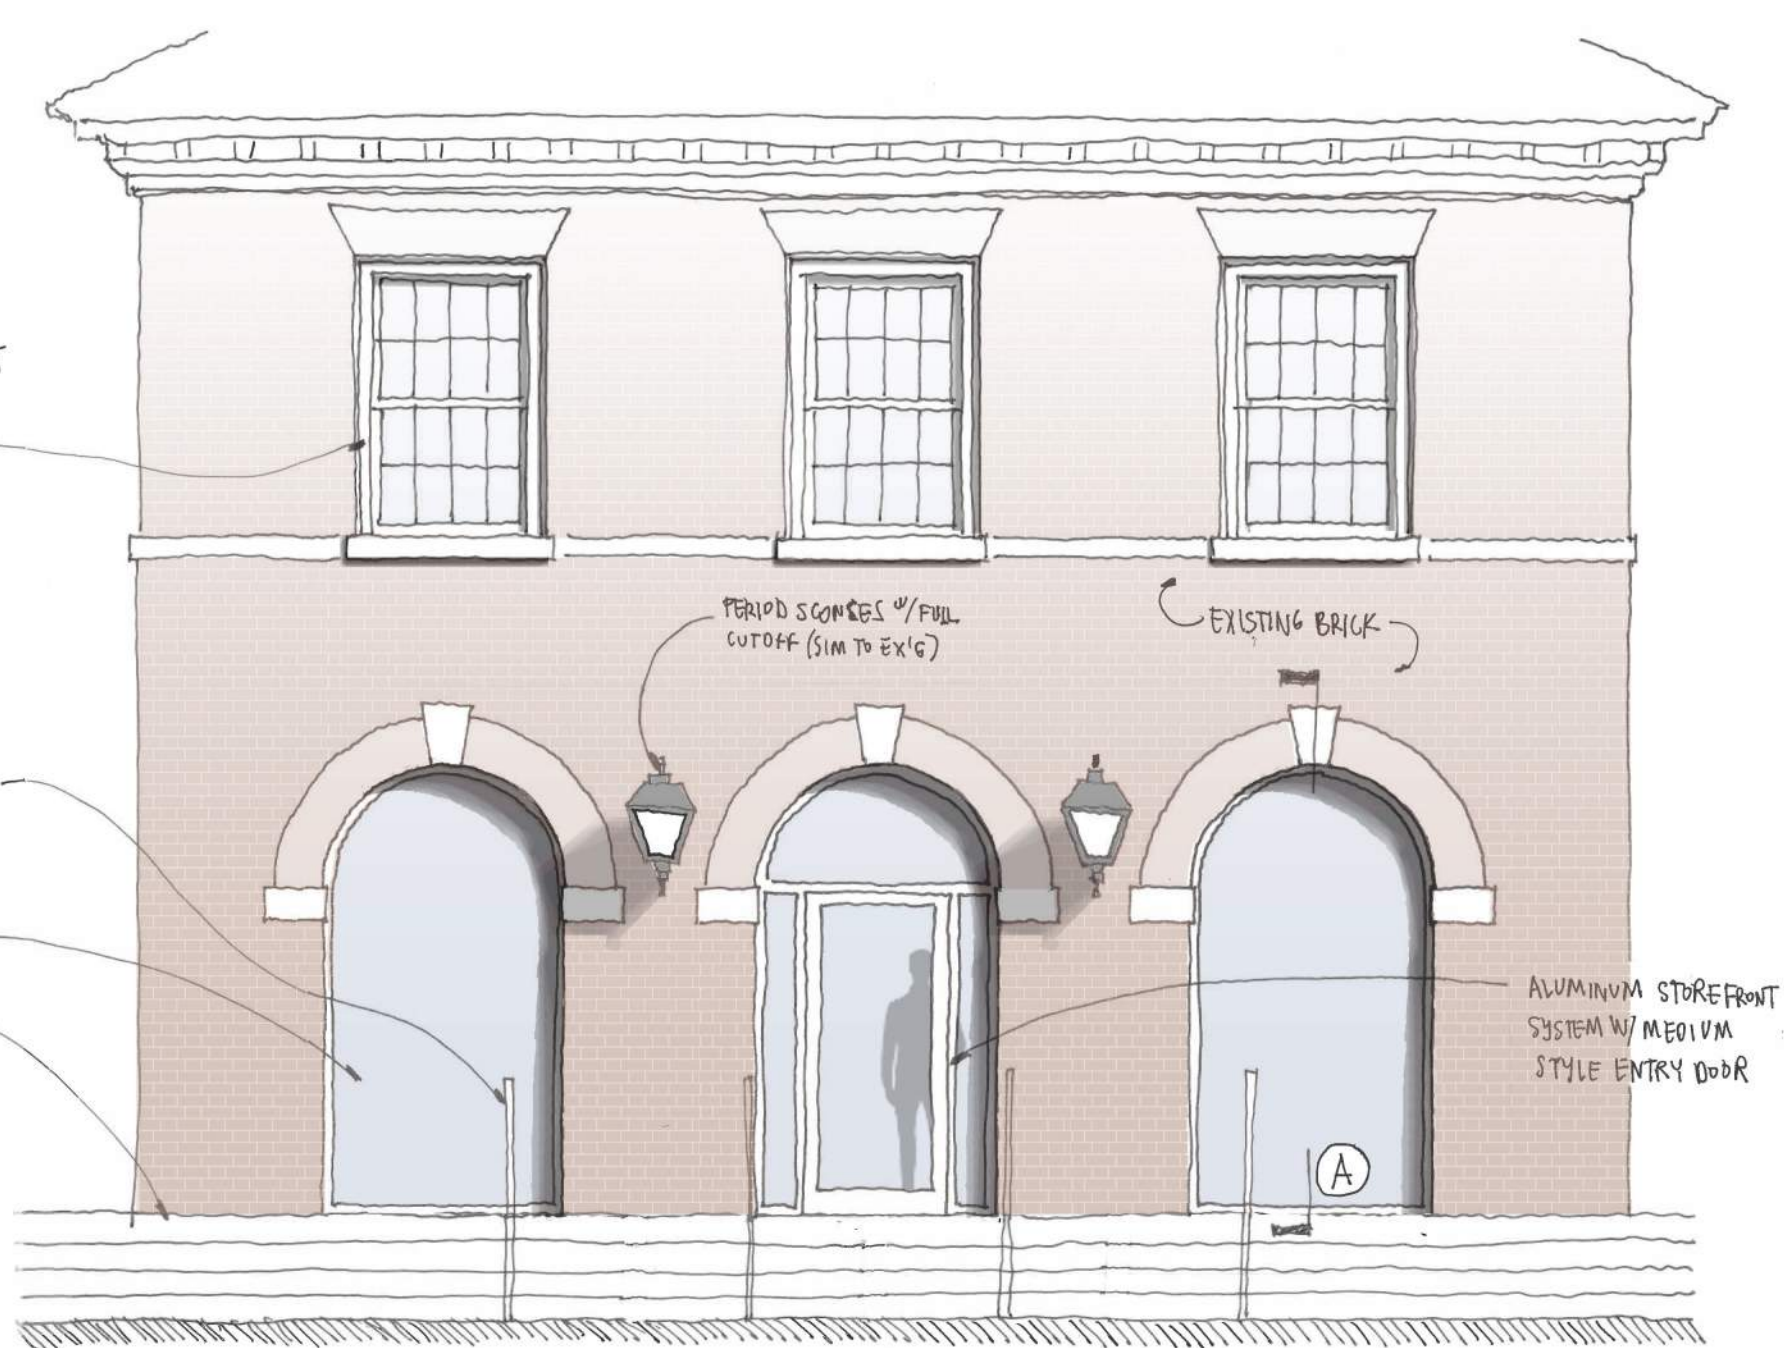 PERIOD SCONSES W/ FULL
CUTOFF (SIM TO EX'G)
EXISTING BRICK
ALUMINUM STOREFRONT
SYSTEM W/ MEDIUM
STYLE ENTRY DOOR
A